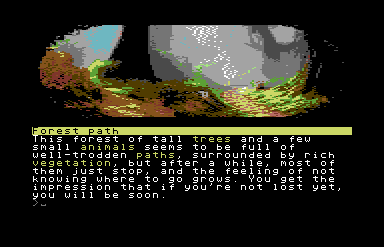 Forest path
This forest of tall trees and a few
small animals seems to be full of
well-trodden paths, surrounded by rich
vegetation, but after a while, most of
them just stop, and the feeling of not
knowing where to go grows. You get the
impression that if you're not lost yet,
you will be soon.
>